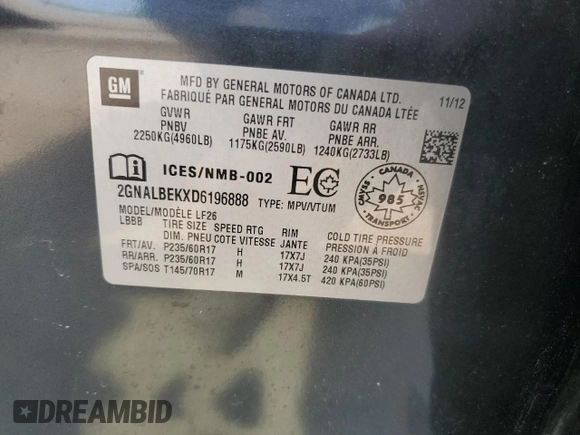 GM
MFD BY GENERAL MOTORS OF CANADA LTD.
FABRIQUÉ PAR GENERAL MOTORS DU CANADA LTÉE
11/12
GVWR GAWR FRT GAWR RR
PNBV PNBE AV. PNBE ARR.
2250KG(4960LB) 1175KG(2590LB) 1240KG(2733LB)
ICES/NMB-002 EC
CANADA
985
TRANSPORT
2GNALBEKXD6196888 TYPE: MPV/VTUM
MODEL/MODÈLE LF26
LBBB TIRE SIZE SPEED RTG RIM COLD TIRE PRESSURE
DIM. PNEU COTE VITESSE JANTE PRESSION A FROID
FRT/AV. P235/60R17 H 17X7J 240 KPA(35PSI)
RR/ARR. P235/60R17 H 17X7J 240 KPA(35PSI)
SPA/SOS T145/70R17 M 17X4.5T 420 KPA(60PSI)
DREAMBID